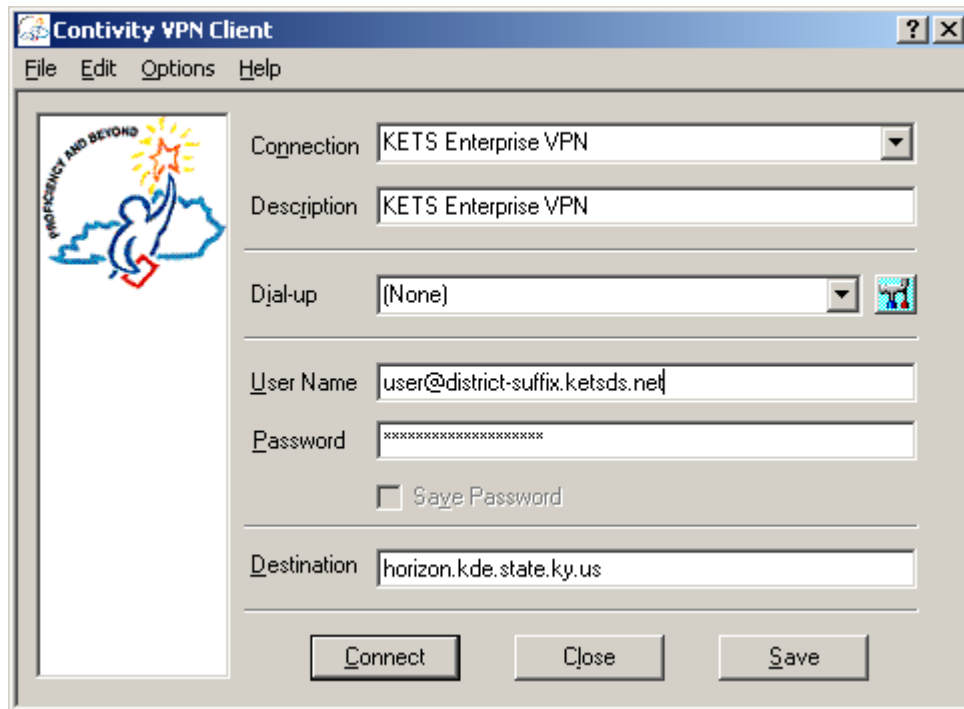 Contivity VPN Client
File Edit Options Help
PROFICIENCY AND BEYOND
Connection KETS Enterprise VPN
Description KETS Enterprise VPN
Dial-up (None)
User Name user@district-suffix.ketsds.net
Password ********************
Save Password
Destination horizon.kde.state.ky.us
Connect Close Save